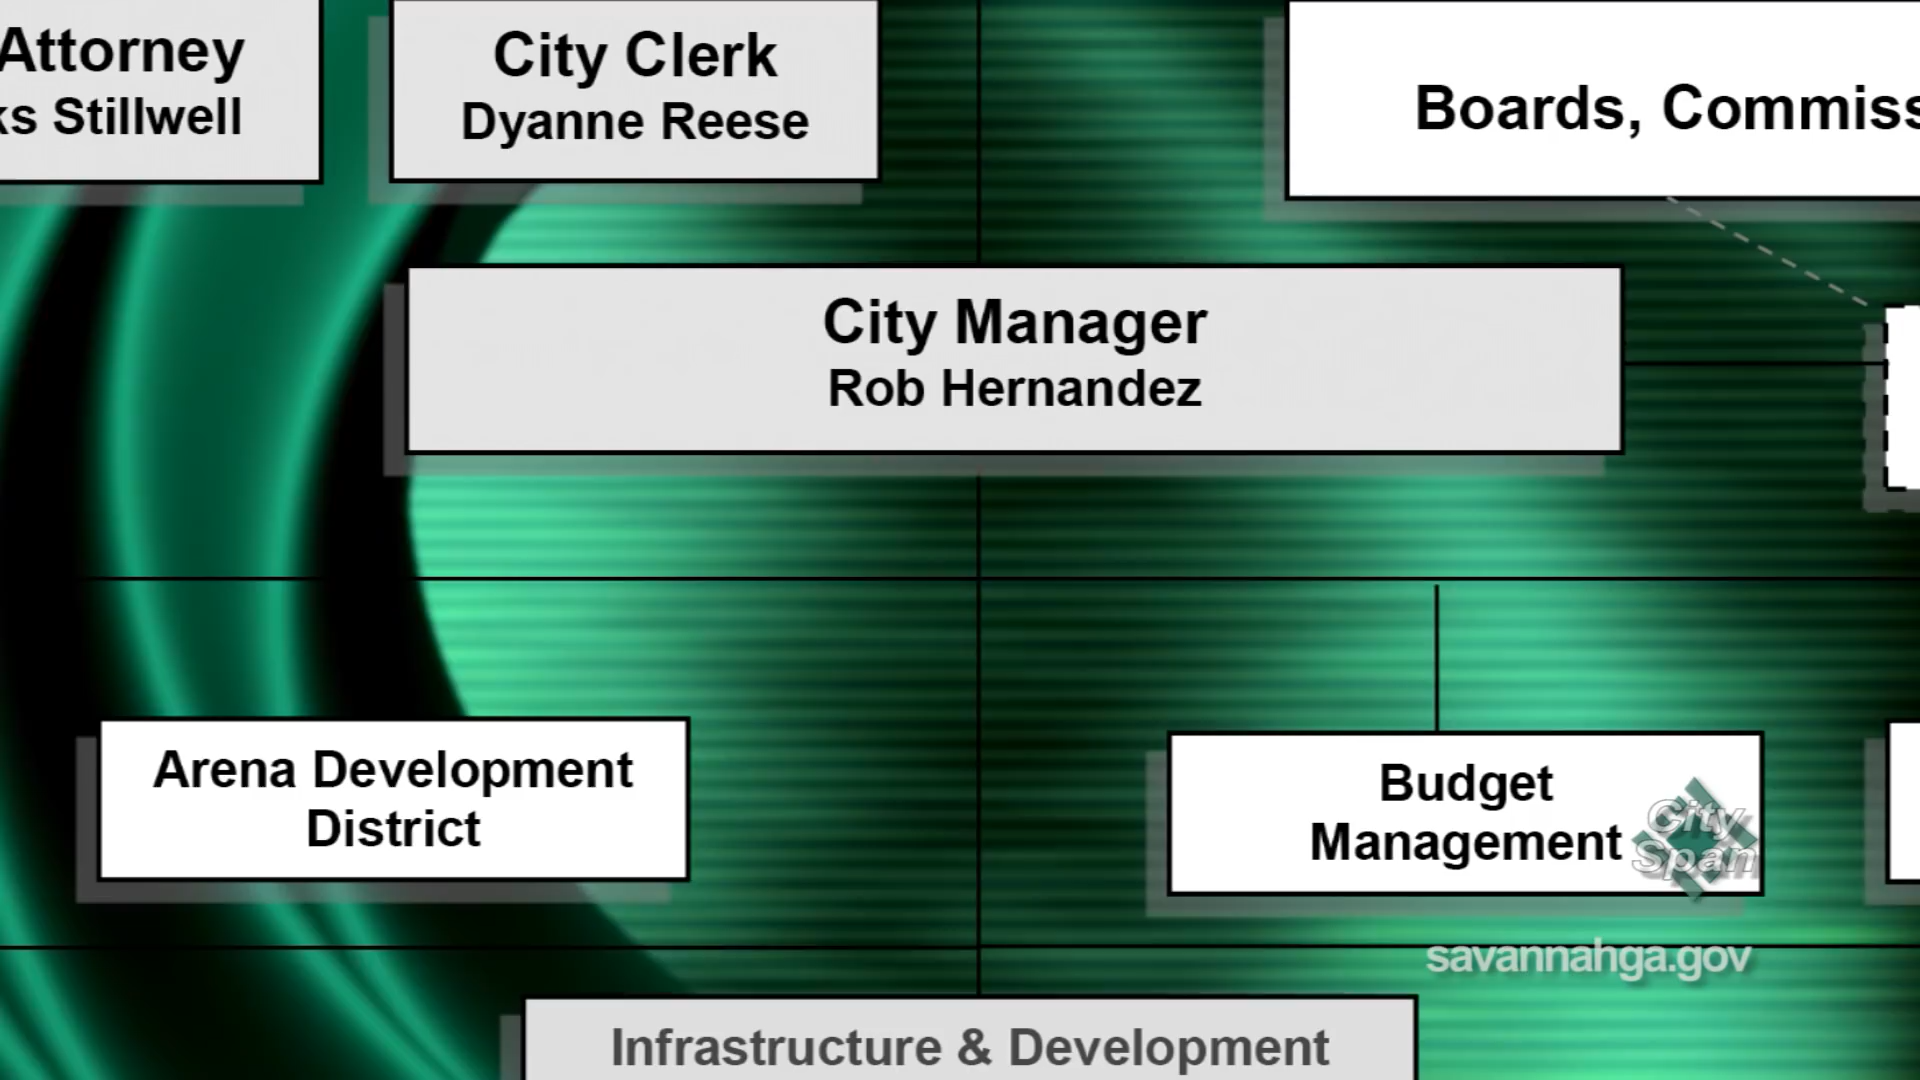 Attorney
ks Stillwell
City Clerk
Dyanne Reese
Boards, Commiss
City Manager
Rob Hernandez
Arena Development
District
Budget
Management
City
Span
savannahga.gov
Infrastructure & Development